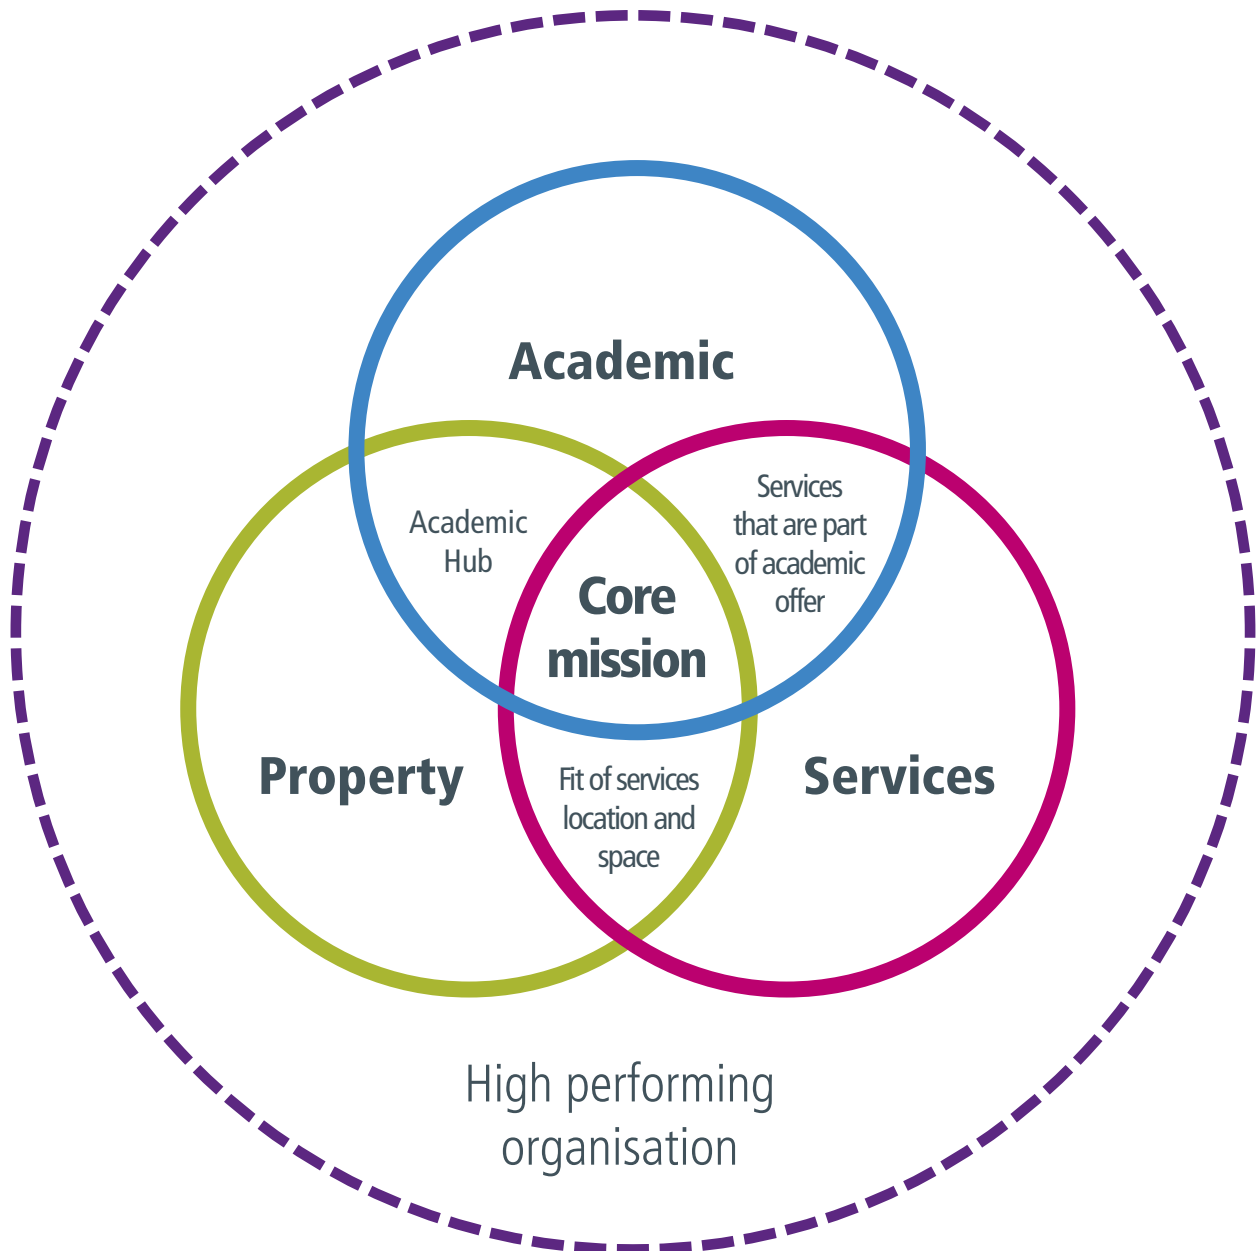 Academic
Academic
Hub
Services
that are part
of academic
offer
Core
mission
Property
Fit of services
location and
space
Services
High performing
organisation